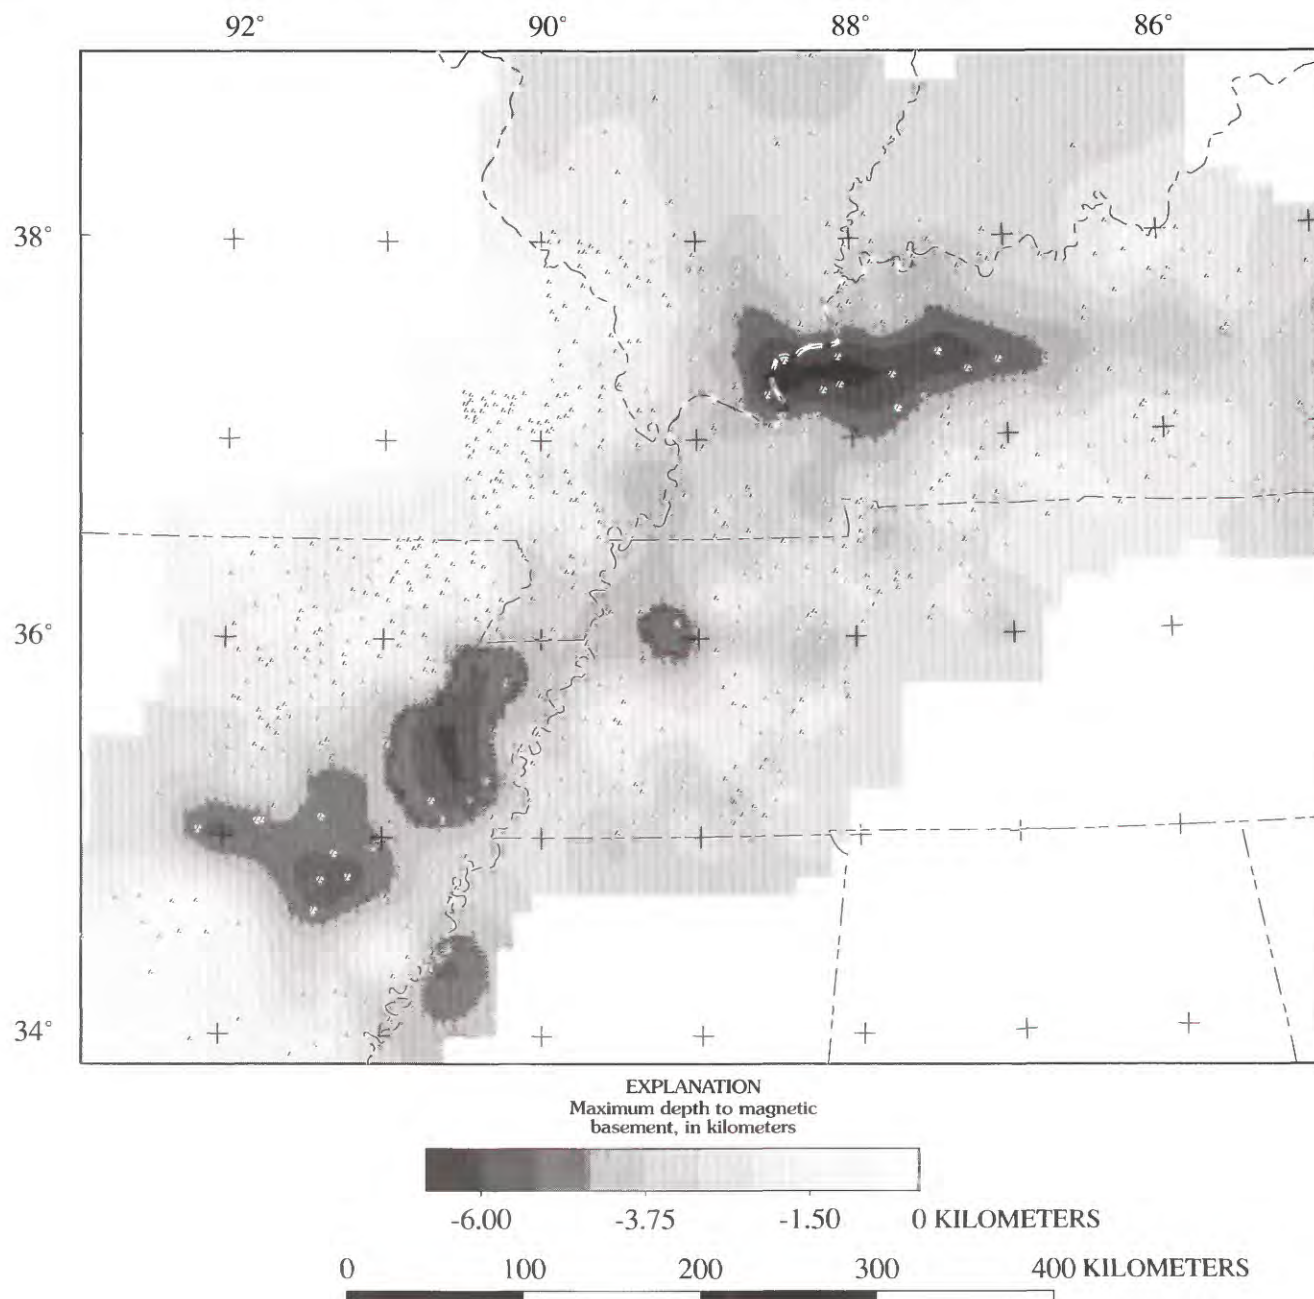 92° 90° 88° 86°
38°
36°
34°
EXPLANATION
Maximum depth to magnetic
basement, in kilometers
-6.00 -3.75 -1.50 0 KILOMETERS
0 100 200 300 400 KILOMETERS